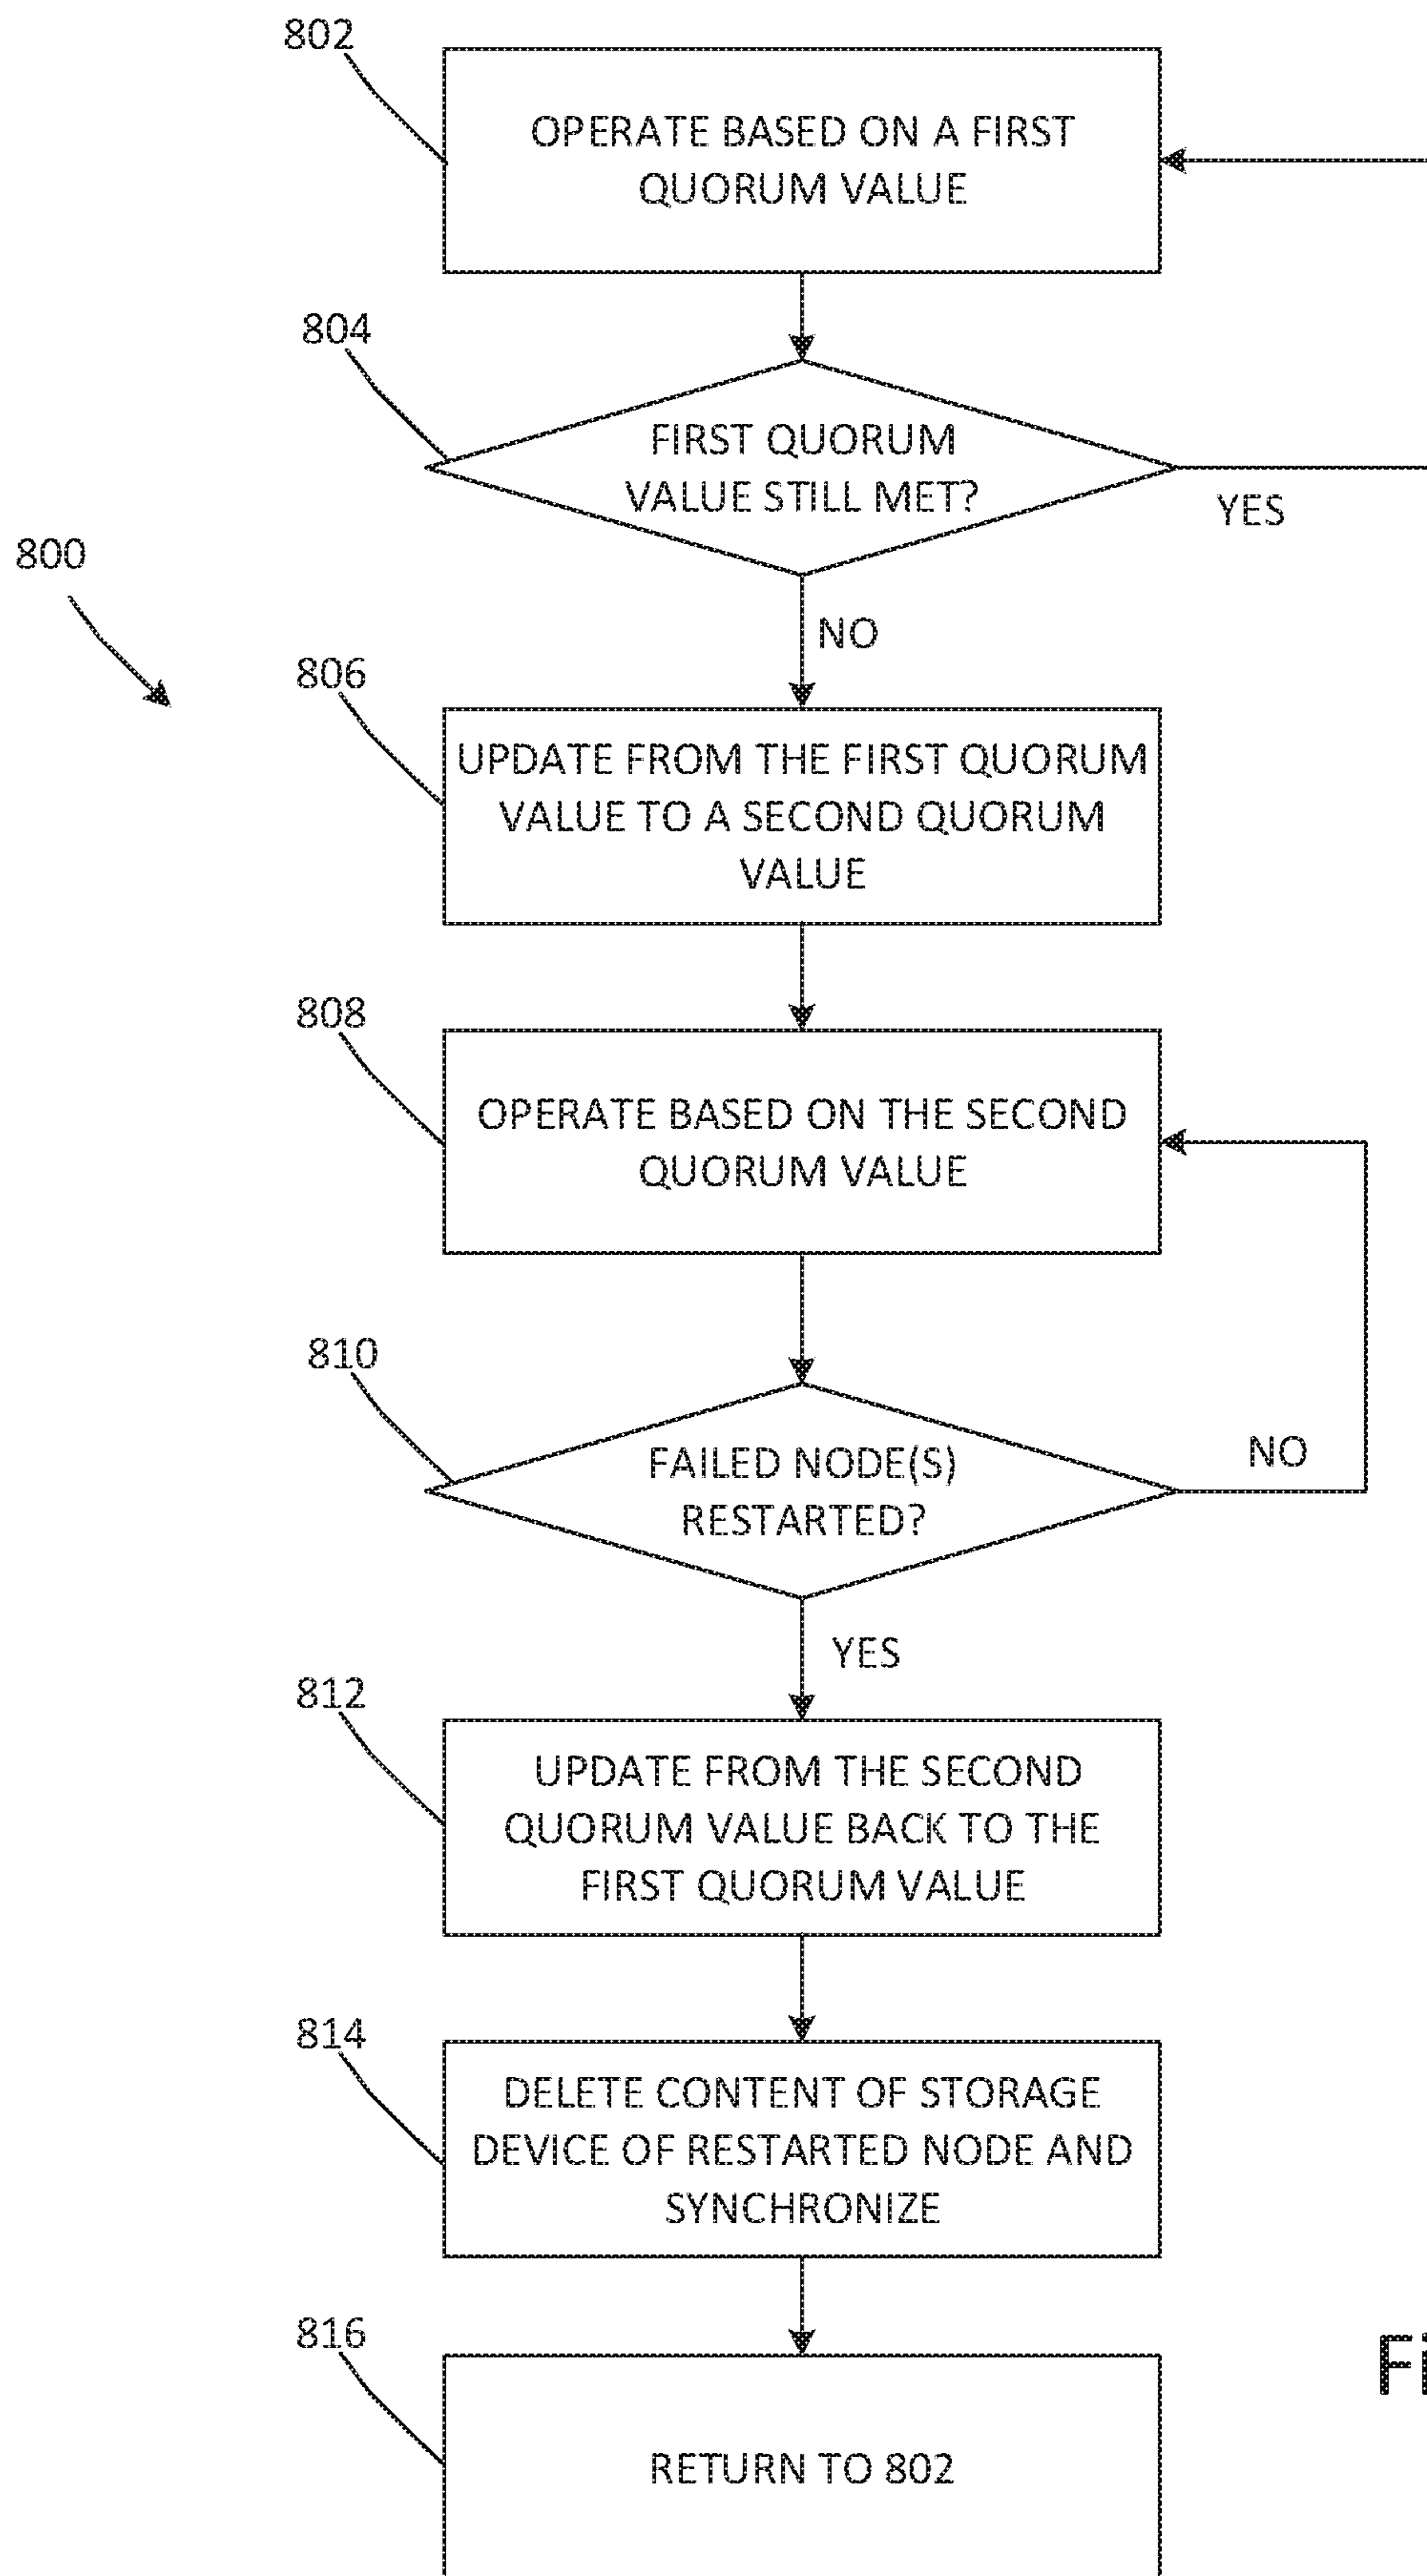 802
OPERATE BASED ON A FIRST
QUORUM VALUE
804
FIRST QUORUM
VALUE STILL MET?
YES
800
NO
806
UPDATE FROM THE FIRST QUORUM
VALUE TO A SECOND QUORUM
VALUE
808
OPERATE BASED ON THE SECOND
QUORUM VALUE
810
FAILED NODE(S)
RESTARTED?
NO
YES
812
UPDATE FROM THE SECOND
QUORUM VALUE BACK TO THE
FIRST QUORUM VALUE
814
DELETE CONTENT OF STORAGE
DEVICE OF RESTARTED NODE AND
SYNCHRONIZE
816
RETURN TO 802